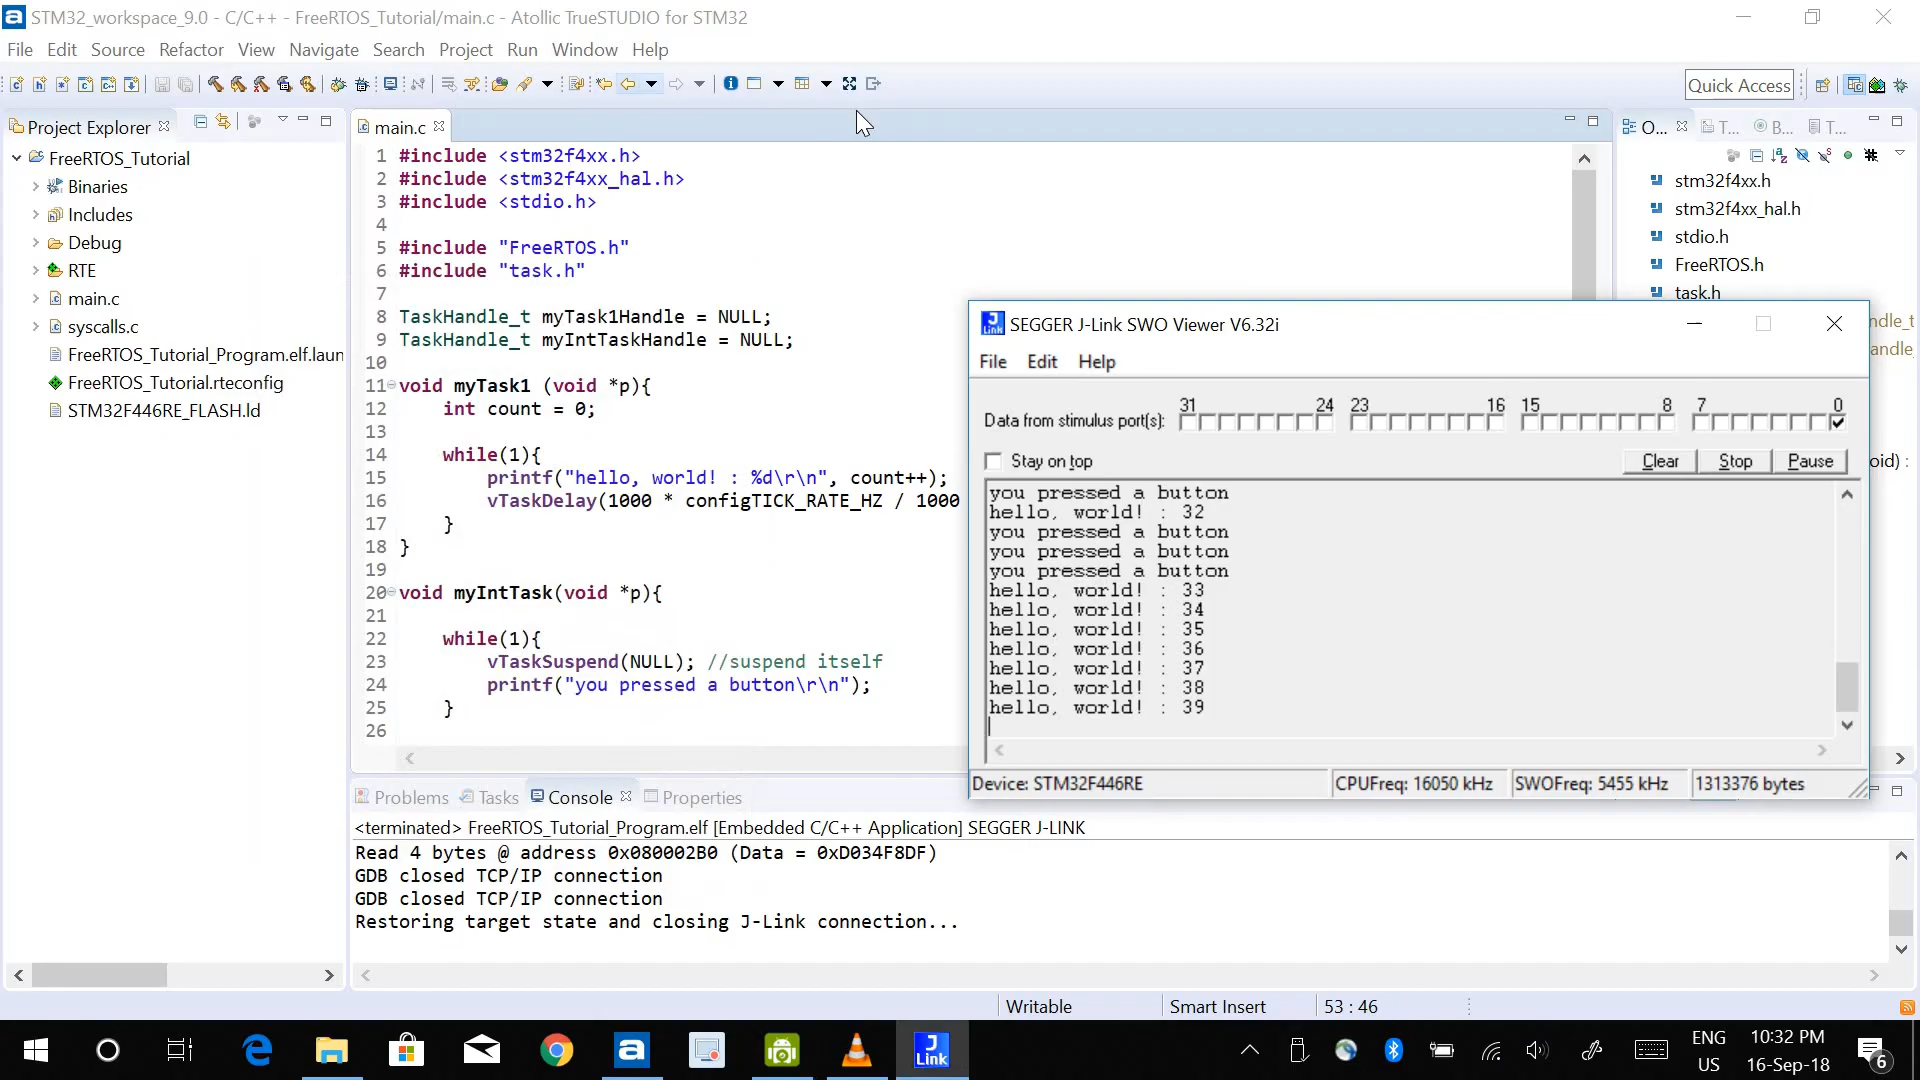 STM32_workspace_9.0 - C/C++ - FreeRTOS_Tutorial/main.c - Atollic TrueSTUDIO for STM32
File Edit Source Refactor View Navigate Search Project Run Window Help
Quick Access
Project Explorer
FreeRTOS_Tutorial
Binaries
Includes
Debug
RTE
main.c
syscalls.c
FreeRTOS_Tutorial_Program.elf.laun
FreeRTOS_Tutorial.rteconfig
STM32F446RE_FLASH.ld
main.c
1 #include <stm32f4xx.h>
2 #include <stm32f4xx_hal.h>
3 #include <stdio.h>
4
5 #include "FreeRTOS.h"
6 #include "task.h"
7
8 TaskHandle_t myTask1Handle = NULL;
9 TaskHandle_t myIntTaskHandle = NULL;
10
11 void myTask1 (void *p){
12 int count = 0;
13
14 while(1){
15 printf("hello, world! : %d\r\n", count++);
16 vTaskDelay(1000 * configTICK_RATE_HZ / 1000
17 }
18 }
19
20 void myIntTask(void *p){
21
22 while(1){
23 vTaskSuspend(NULL); //suspend itself
24 printf("you pressed a button\r\n");
25 }
26
O... T... B... T...
stm32f4xx.h
stm32f4xx_hal.h
stdio.h
FreeRTOS.h
task.h
ndle_t
andle_
oid) :
SEGGER J-Link SWO Viewer V6.32i
File Edit Help
Data from stimulus port(s): 31 24 23 16 15 8 7 0
Stay on top
Clear Stop Pause
you pressed a button
hello, world! : 32
you pressed a button
you pressed a button
you pressed a button
hello, world! : 33
hello, world! : 34
hello, world! : 35
hello, world! : 36
hello, world! : 37
hello, world! : 38
hello, world! : 39
Device: STM32F446RE CPUFreq: 16050 kHz SWOFreq: 5455 kHz 1313376 bytes
Problems Tasks Console Properties
<terminated> FreeRTOS_Tutorial_Program.elf [Embedded C/C++ Application] SEGGER J-LINK
Read 4 bytes @ address 0x080002B0 (Data = 0xD034F8DF)
GDB closed TCP/IP connection
GDB closed TCP/IP connection
Restoring target state and closing J-Link connection...
Writable Smart Insert 53 : 46
J Link
ENG
US
10:32 PM
16-Sep-18
6